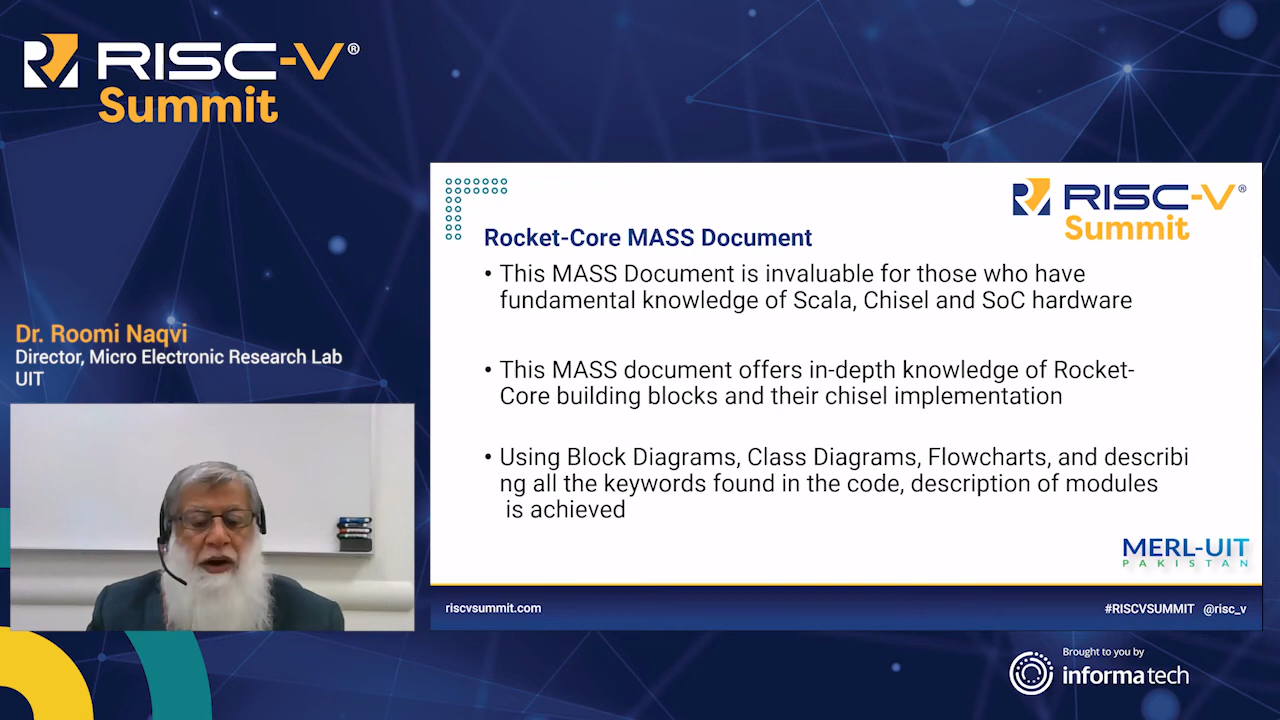 RISC-V®
Summit
Dr. Roomi Naqvi
Director, Micro Electronic Research Lab
UIT
RISC-V®
Summit
Rocket-Core MASS Document
• This MASS Document is invaluable for those who have
fundamental knowledge of Scala, Chisel and SoC hardware
• This MASS document offers in-depth knowledge of Rocket-
Core building blocks and their chisel implementation
• Using Block Diagrams, Class Diagrams, Flowcharts, and describi
ng all the keywords found in the code, description of modules
is achieved
MERL-UIT
PAKISTAN
riscvsummit.com
#RISCVSUMMIT @risc_v
Brought to you by
informa tech